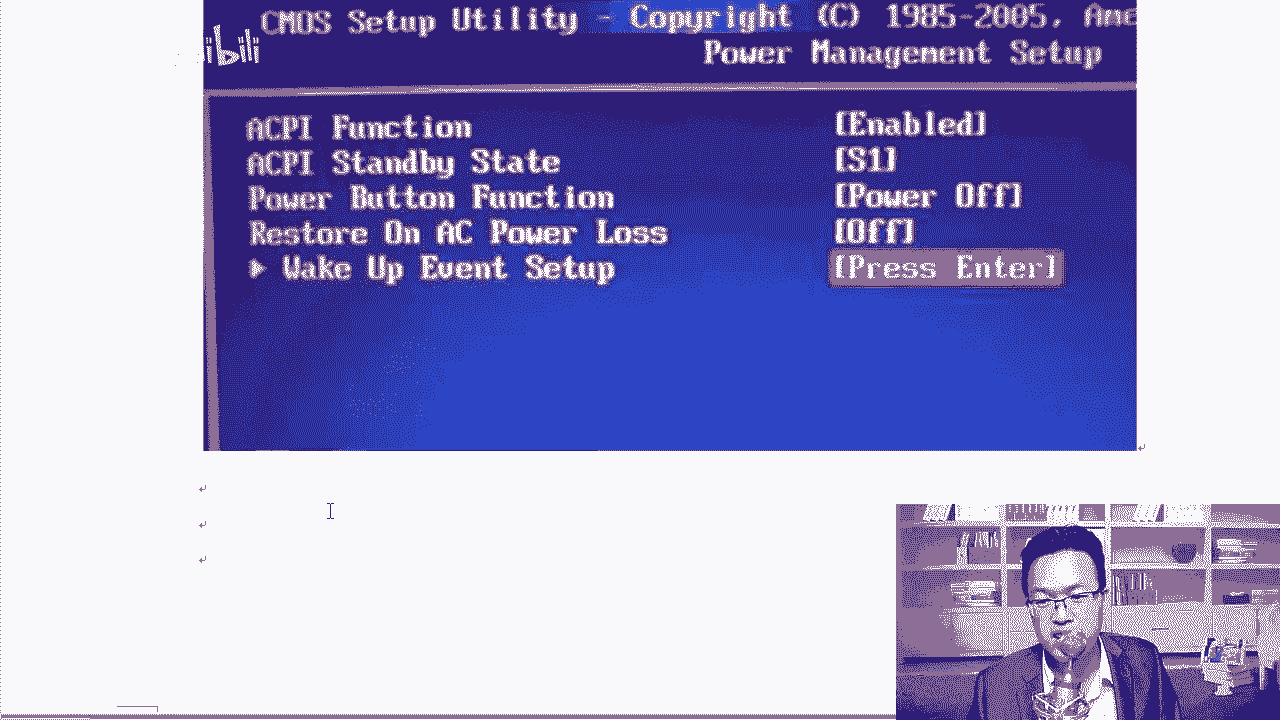 CMOS Setup Utility - Copyright (C) 1985-2005, Ame
ibili
Power Management Setup
ACPI Function [Enabled]
ACPI Standby State [S1]
Power Button Function [Power Off]
Restore On AC Power Loss [Off]
Wake Up Event Setup [Press Enter]